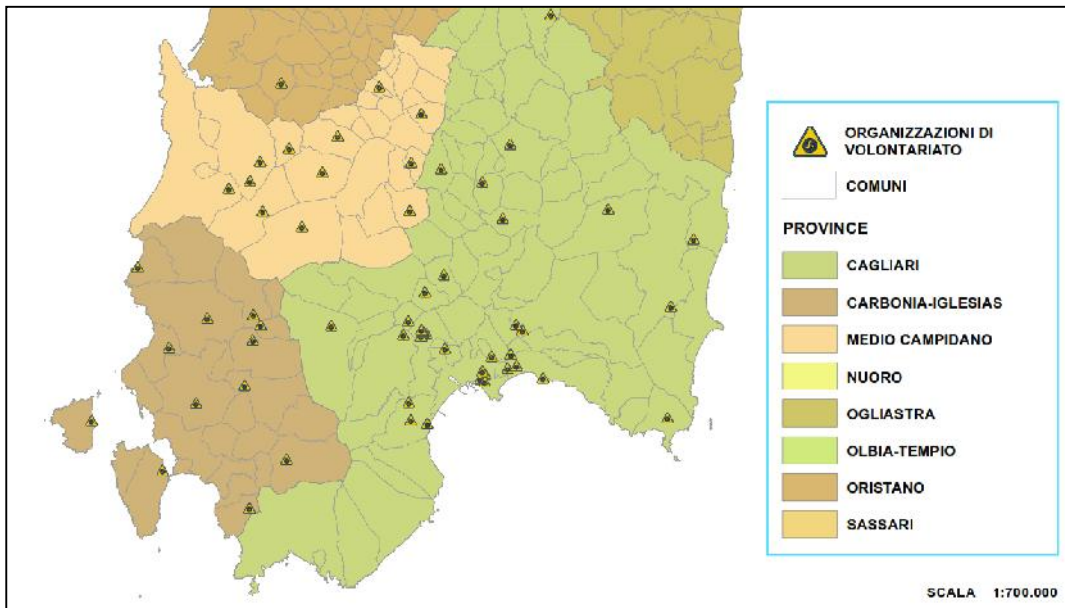 ORGANIZZAZIONI DI
VOLONTARIATO
COMUNI
PROVINCE
CAGLIARI
CARBONIA-IGLESIAS
MEDIO CAMPIDANO
NUORO
OGLIASTRA
OLBIA-TEMPIO
ORISTANO
SASSARI
SCALA 1:700.000